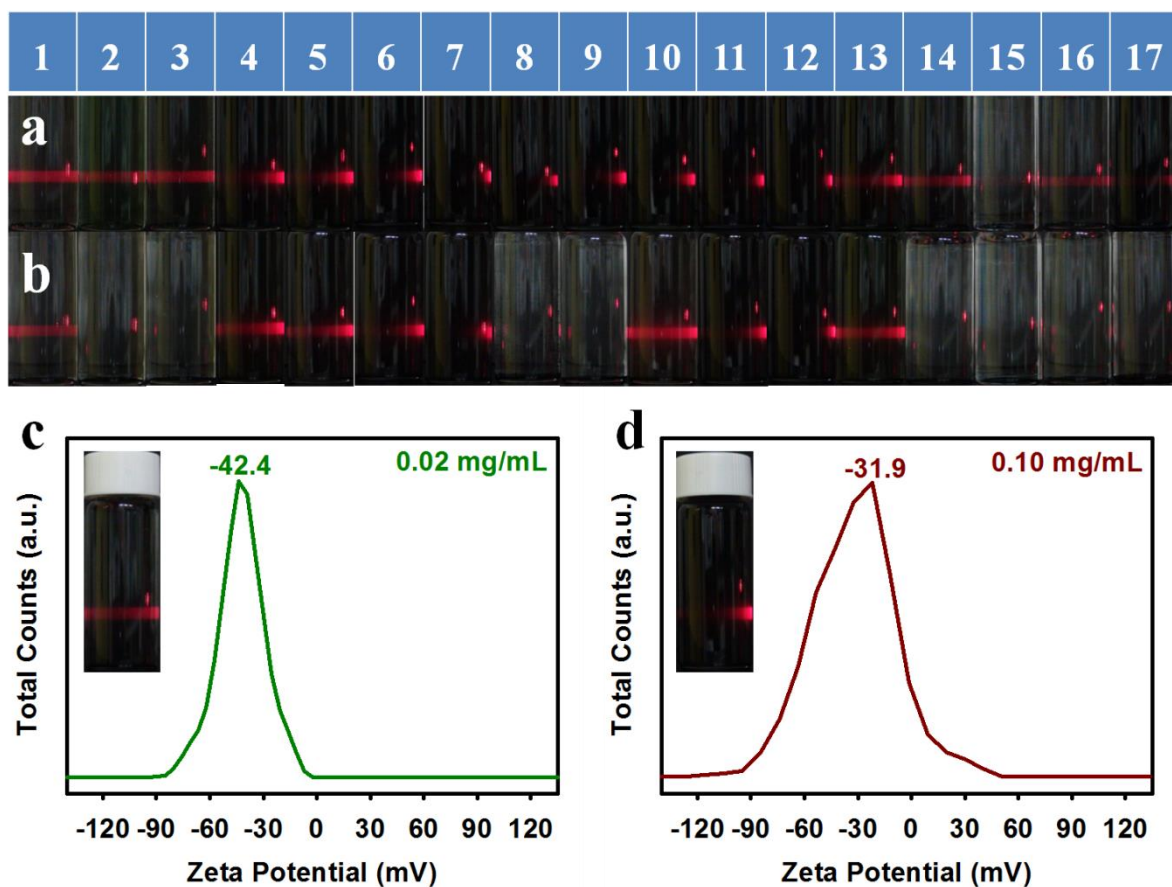 1 2 3 4 5 6 7 8 9 10 11 12 13 14 15 16 17
a
b
c
-42.4
0.02 mg/mL
Total Counts (a.u.)
-120 -90 -60 -30 0 30 60 90 120
Zeta Potential (mV)
d
-31.9
0.10 mg/mL
Total Counts (a.u.)
-120 -90 -60 -30 0 30 60 90 120
Zeta Potential (mV)